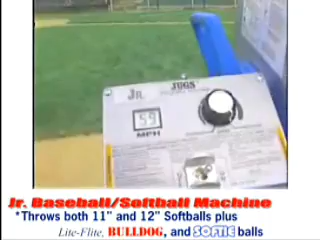 JUGS
JR.
59
MPH
Jr. Baseball/Softball Machine
*Throws both 11" and 12" Softballs plus
Lite-Flite, BULLDOG, and SOFTIE balls